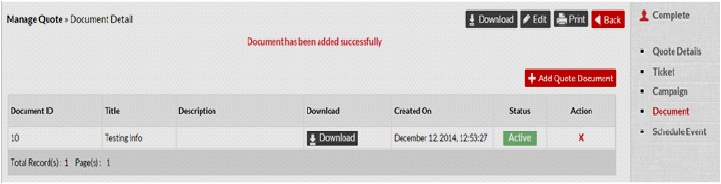 Manage Quote » Document Detail
Download Edit Print Back
Document has been added successfully
Add Quote Document
Document ID Title Description Download Created On Status Action
10 Testing Info Download December 12, 2014, 12:53:27 Active X
Total Record(s) : 1 Page(s) : 1
Complete
Quote Details
Ticket
Campaign
Document
Schedule Event